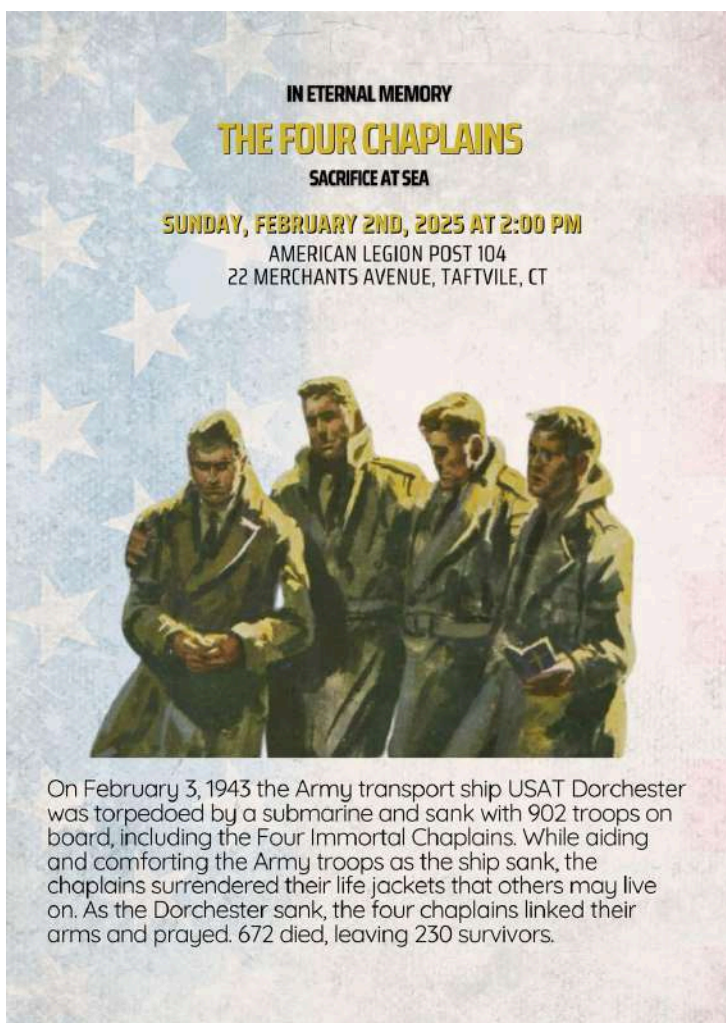 IN ETERNAL MEMORY
THE FOUR CHAPLAINS
SACRIFICE AT SEA
SUNDAY, FEBRUARY 2ND, 2025 AT 2:00 PM
AMERICAN LEGION POST 104
22 MERCHANTS AVENUE, TAFTVILE, CT
On February 3, 1943 the Army transport ship USAT Dorchester
was torpedoed by a submarine and sank with 902 troops on
board, including the Four Immortal Chaplains. While aiding
and comforting the Army troops as the ship sank, the
chaplains surrendered their life jackets that others may live
on. As the Dorchester sank, the four chaplains linked their
arms and prayed. 672 died, leaving 230 survivors.